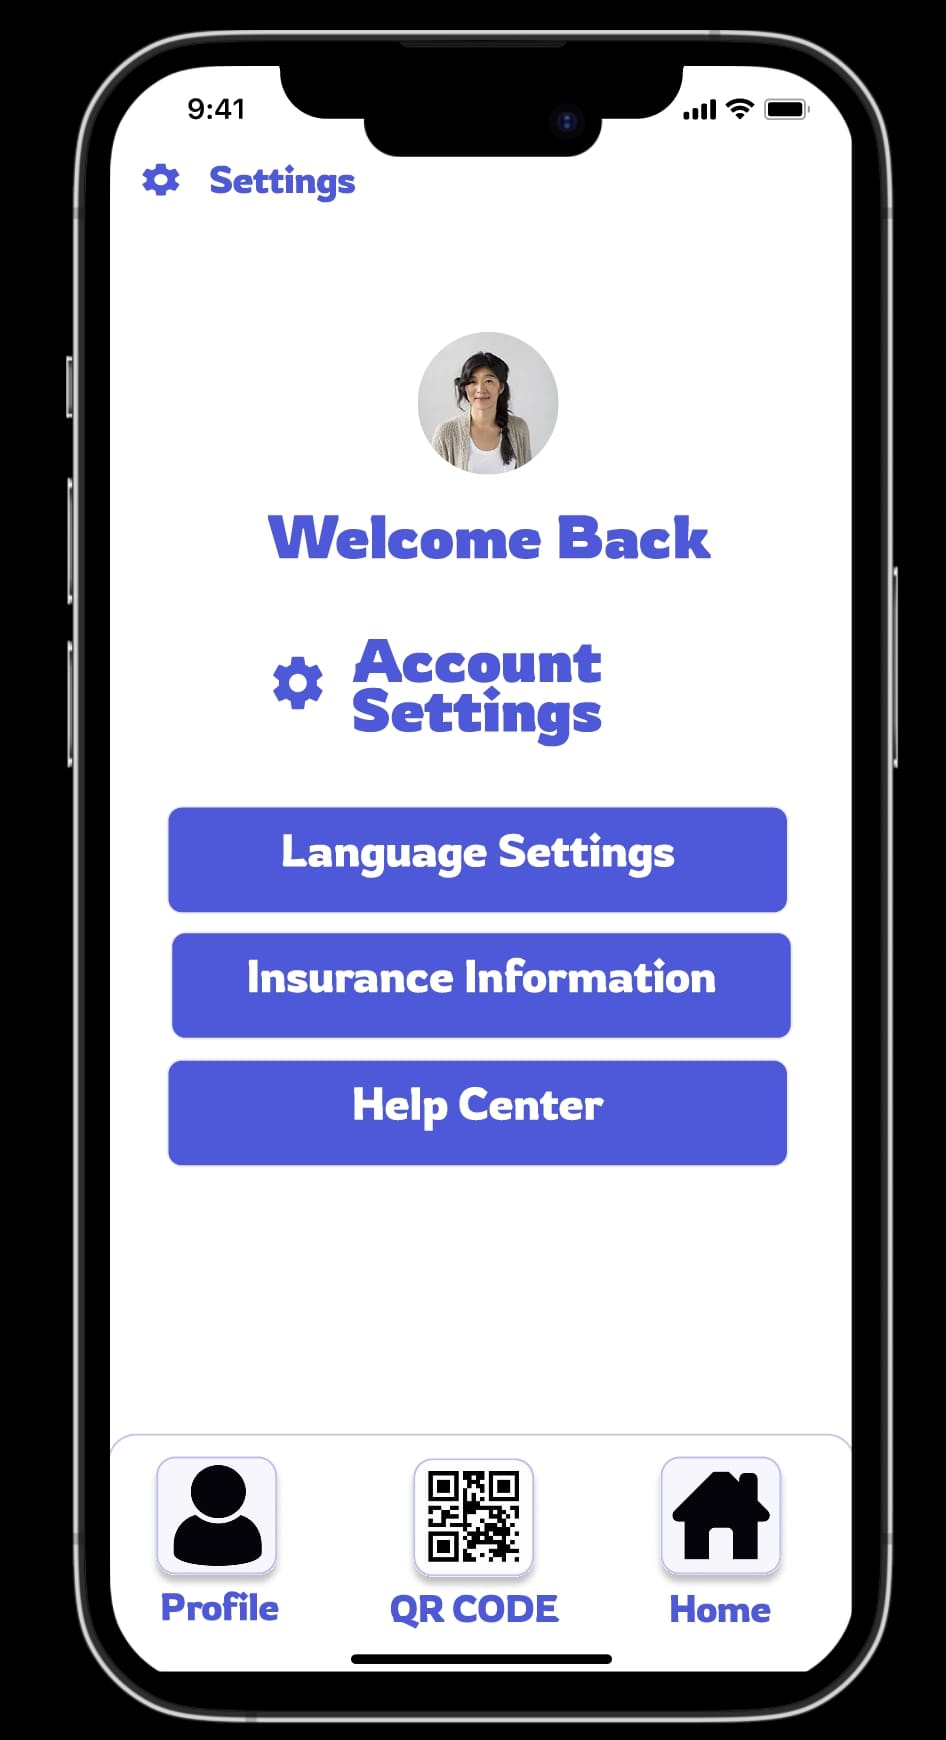 9:41
Settings
Welcome Back
Account
Settings
Language Settings
Insurance Information
Help Center
Profile
QR CODE
Home